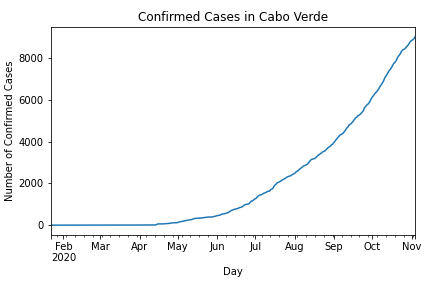 Confirmed Cases in Cabo Verde
Number of Confirmed Cases
8000
6000
4000
2000
0
Feb Mar Apr May Jun Jul Aug Sep Oct Nov
2020
Day